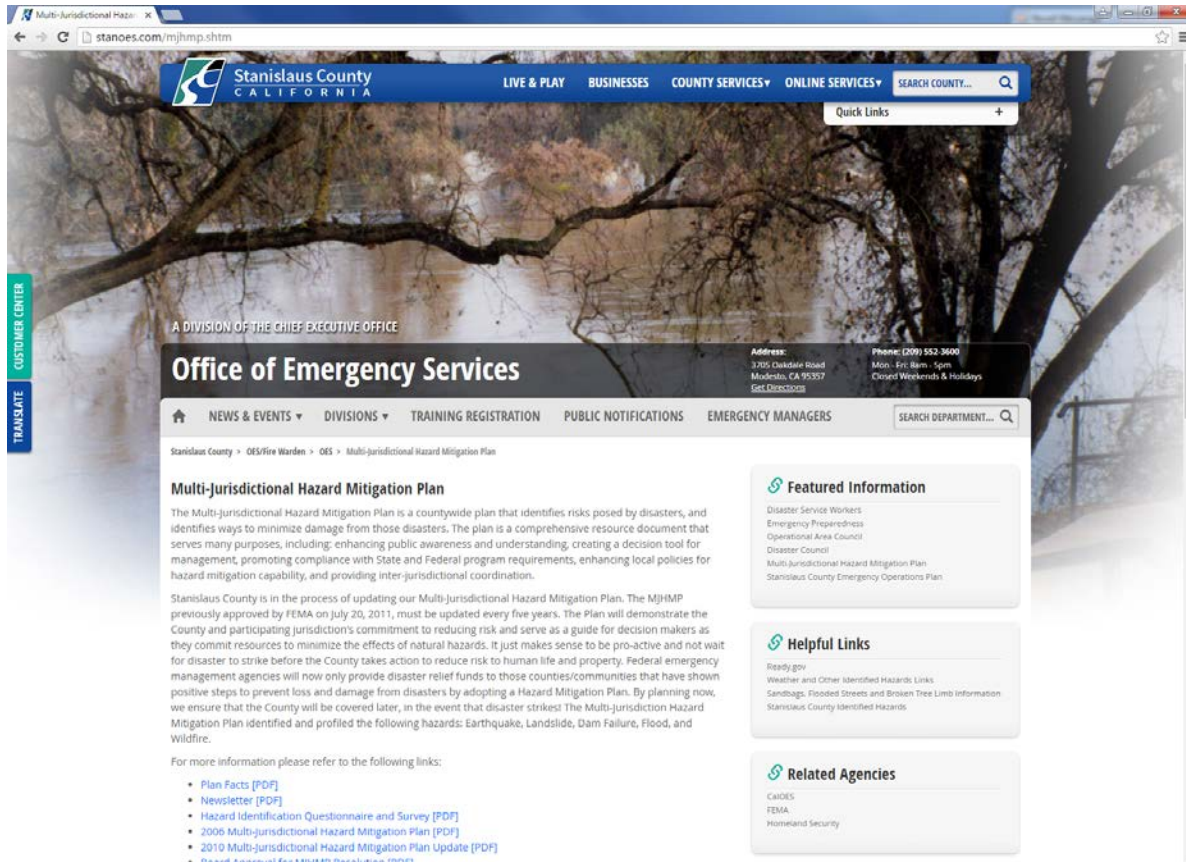 Multi-Jurisdictional Hazar
stanoes.com/mjhmp.shtm
Stanislaus County
CALIFORNIA
LIVE & PLAY BUSINESSES COUNTY SERVICES▾ ONLINE SERVICES▾ SEARCH COUNTY...
Quick Links +
CUSTOMER CENTER
TRANSLATE
A DIVISION OF THE CHIEF EXECUTIVE OFFICE
Office of Emergency Services
Address:
3705 Oakdale Road
Modesto, CA 95357
Get Directions
Phone: (209) 552-3600
Mon - Fri: 8am - 5pm
Closed Weekends & Holidays
NEWS & EVENTS ▾ DIVISIONS ▾ TRAINING REGISTRATION PUBLIC NOTIFICATIONS EMERGENCY MANAGERS SEARCH DEPARTMENT...
Stanislaus County > OES/Fire Warden > OES > Multi-Jurisdictional Hazard Mitigation Plan
Multi-Jurisdictional Hazard Mitigation Plan
The Multi-Jurisdictional Hazard Mitigation Plan is a countywide plan that identifies risks posed by disasters, and
identifies ways to minimize damage from those disasters. The plan is a comprehensive resource document that
serves many purposes, including: enhancing public awareness and understanding, creating a decision tool for
management, promoting compliance with State and Federal program requirements, enhancing local policies for
hazard mitigation capability, and providing inter-jurisdictional coordination.
Stanislaus County is in the process of updating our Multi-Jurisdictional Hazard Mitigation Plan. The MJHMP
previously approved by FEMA on July 20, 2011, must be updated every five years. The Plan will demonstrate the
County and participating jurisdiction's commitment to reducing risk and serve as a guide for decision makers as
they commit resources to minimize the effects of natural hazards. It just makes sense to be pro-active and not wait
for disaster to strike before the County takes action to reduce risk to human life and property. Federal emergency
management agencies will now only provide disaster relief funds to those counties/communities that have shown
positive steps to prevent loss and damage from disasters by adopting a Hazard Mitigation Plan. By planning now,
we ensure that the County will be covered later, in the event that disaster strikes! The Multi-Jurisdiction Hazard
Mitigation Plan identified and profiled the following hazards: Earthquake, Landslide, Dam Failure, Flood, and
Wildfire.
For more information please refer to the following links:
• Plan Facts [PDF]
• Newsletter [PDF]
• Hazard Identification Questionnaire and Survey [PDF]
• 2006 Multi-Jurisdictional Hazard Mitigation Plan [PDF]
• 2010 Multi-Jurisdictional Hazard Mitigation Plan Update [PDF]
• Board Approval for MJHMP Resolution [PDF]
Featured Information
Disaster Service Workers
Emergency Preparedness
Operational Area Council
Disaster Council
Multi-Jurisdictional Hazard Mitigation Plan
Stanislaus County Emergency Operations Plan
Helpful Links
Ready.gov
Weather and Other Identified Hazards Links
Sandbags, Flooded Streets and Broken Tree Limb Information
Stanislaus County Identified Hazards
Related Agencies
CalOES
FEMA
Homeland Security